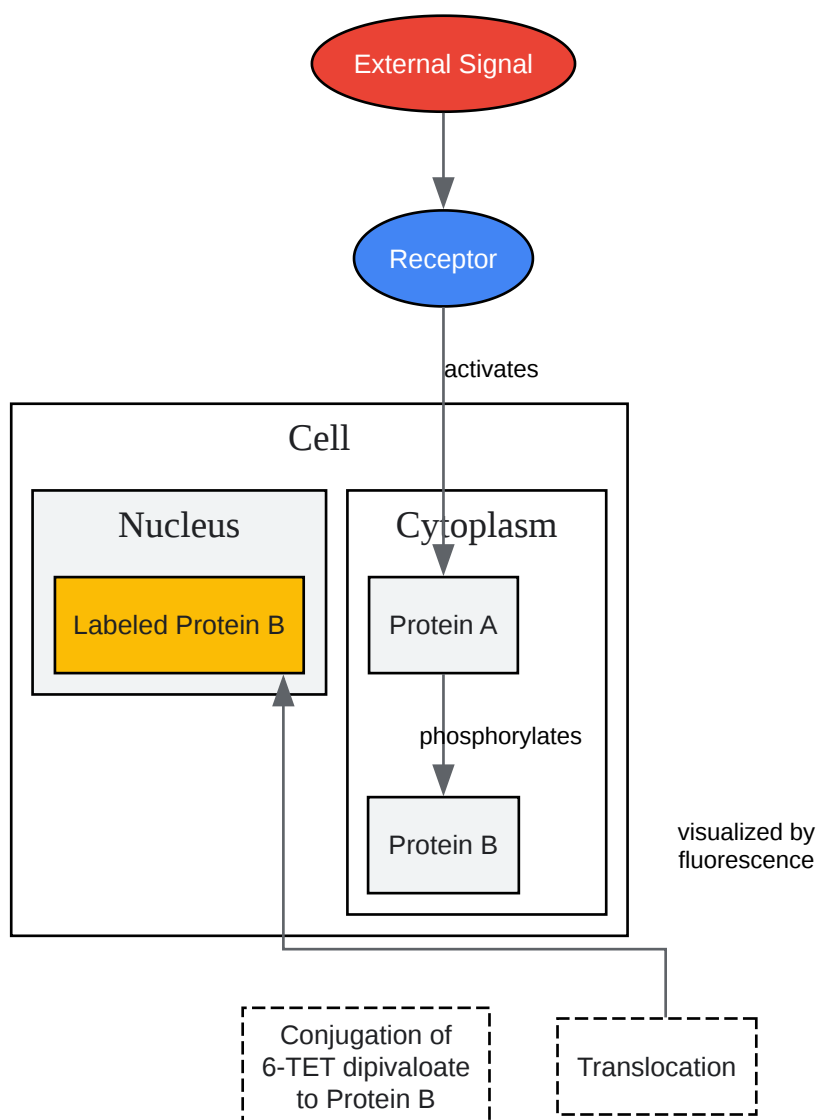 External Signal
Receptor
activates
Cell
Nucleus
Cytoplasm
Labeled Protein B
Protein A
phosphorylates
Protein B
visualized by
fluorescence
Conjugation of
6-TET dipivaloate
to Protein B
Translocation